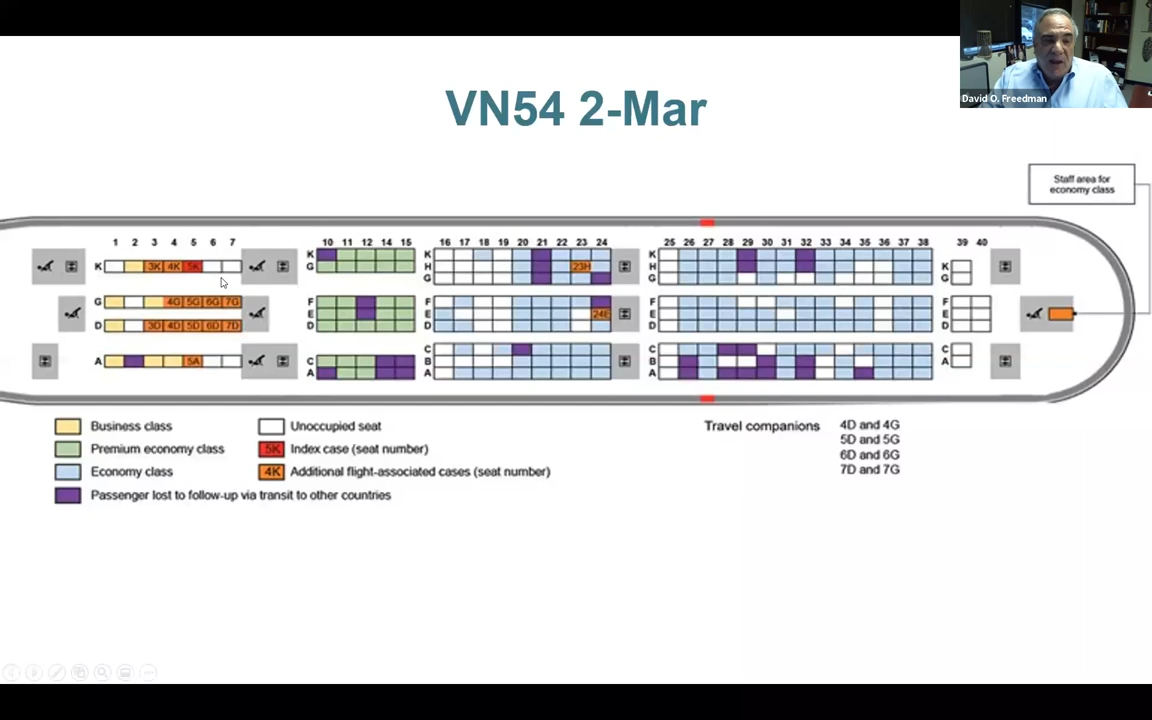 David O. Freedman
VN54 2-Mar
Staff area for
economy class
1 2 3 4 5 6 7 10 11 12 13 14 15 16 17 18 19 20 21 22 23 24 25 26 27 28 29 30 31 32 33 34 35 36 37 38 39 40
K 3K 4K 5K K K K K
G H 23H H G
G G
G 4G 5G 6G 7G F F F F
E E 24E E E
D 3D 4D 5D 6D 7D D D D D
C C C C
A 5A B B A
A A A
Business class
Unoccupied seat
Premium economy class
5K Index case (seat number)
Economy class
4K Additional flight-associated cases (seat number)
Passenger lost to follow-up via transit to other countries
Travel companions 4D and 4G
5D and 5G
6D and 6G
7D and 7G